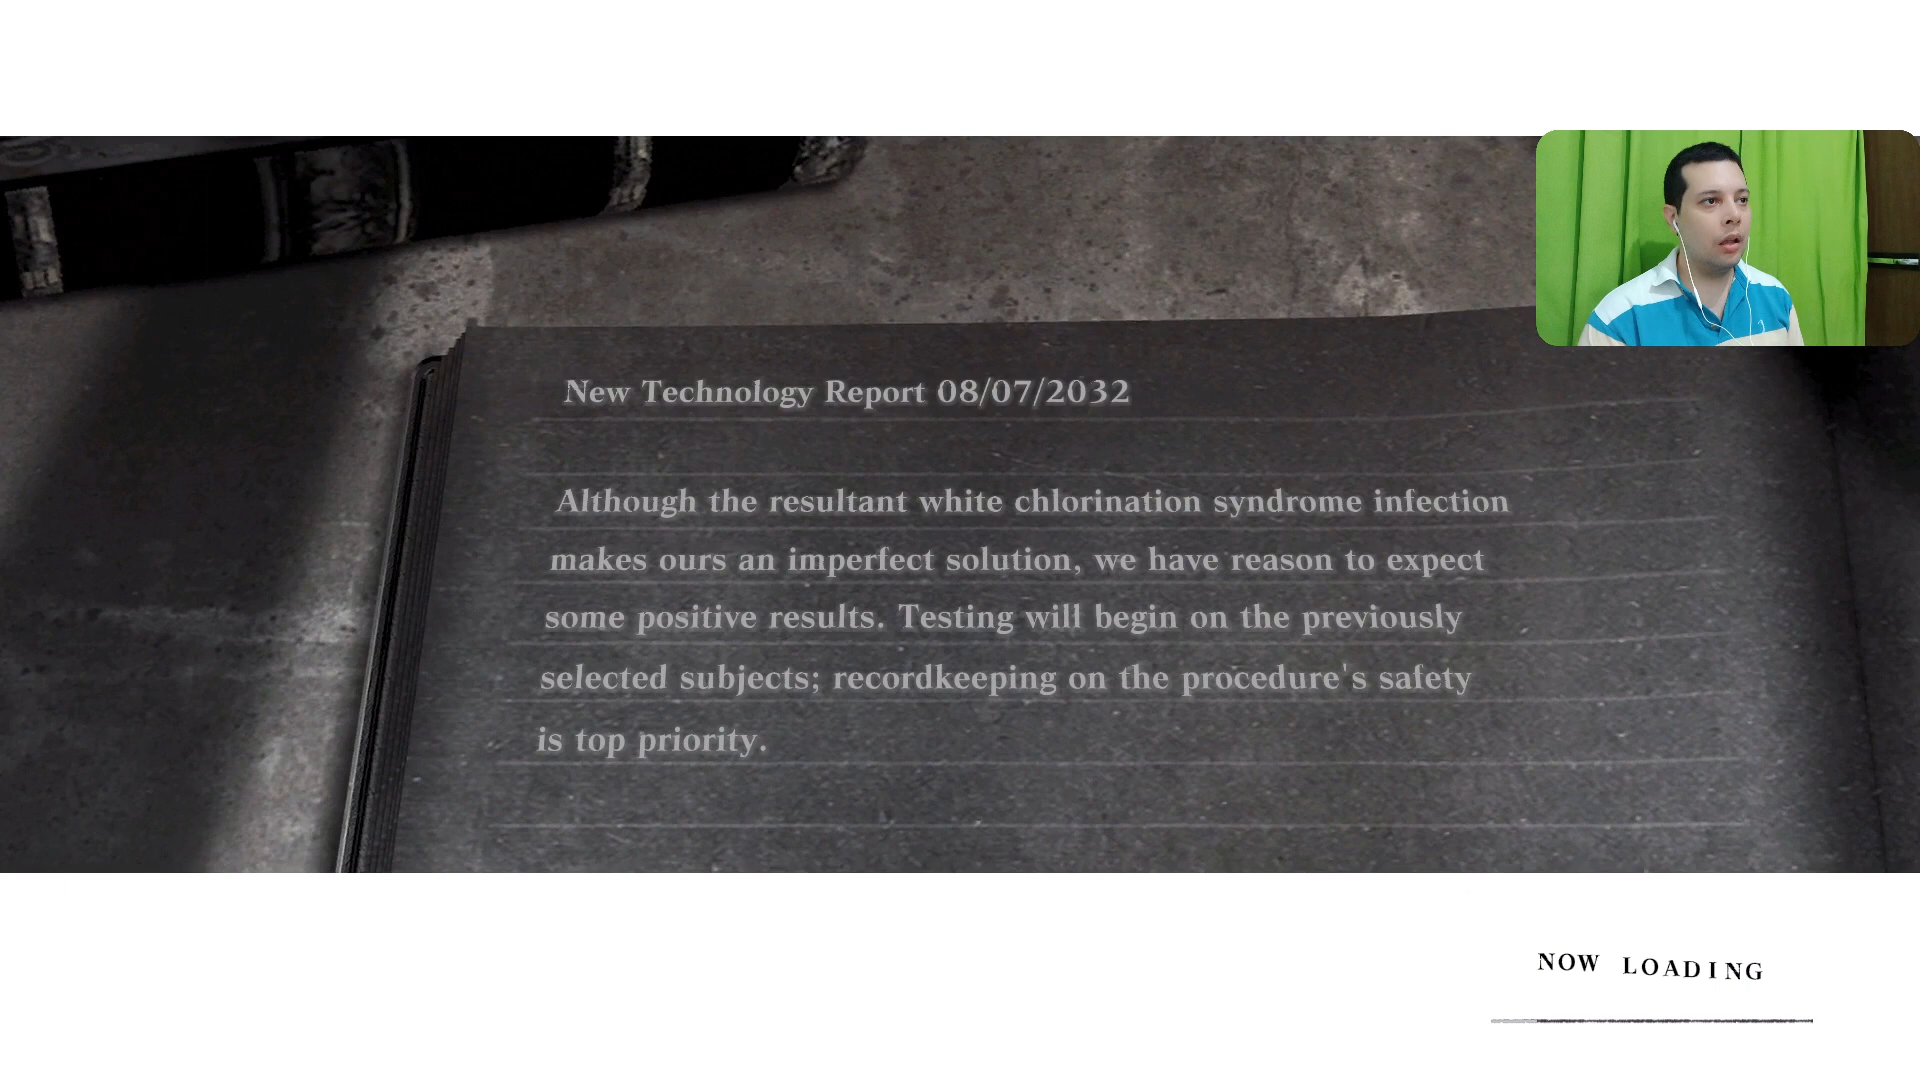 New Technology Report 08/07/2032
Although the resultant white chlorination syndrome infection
makes ours an imperfect solution, we have reason to expect
some positive results. Testing will begin on the previously
selected subjects; recordkeeping on the procedure's safety
is top priority.
NOW LOADING